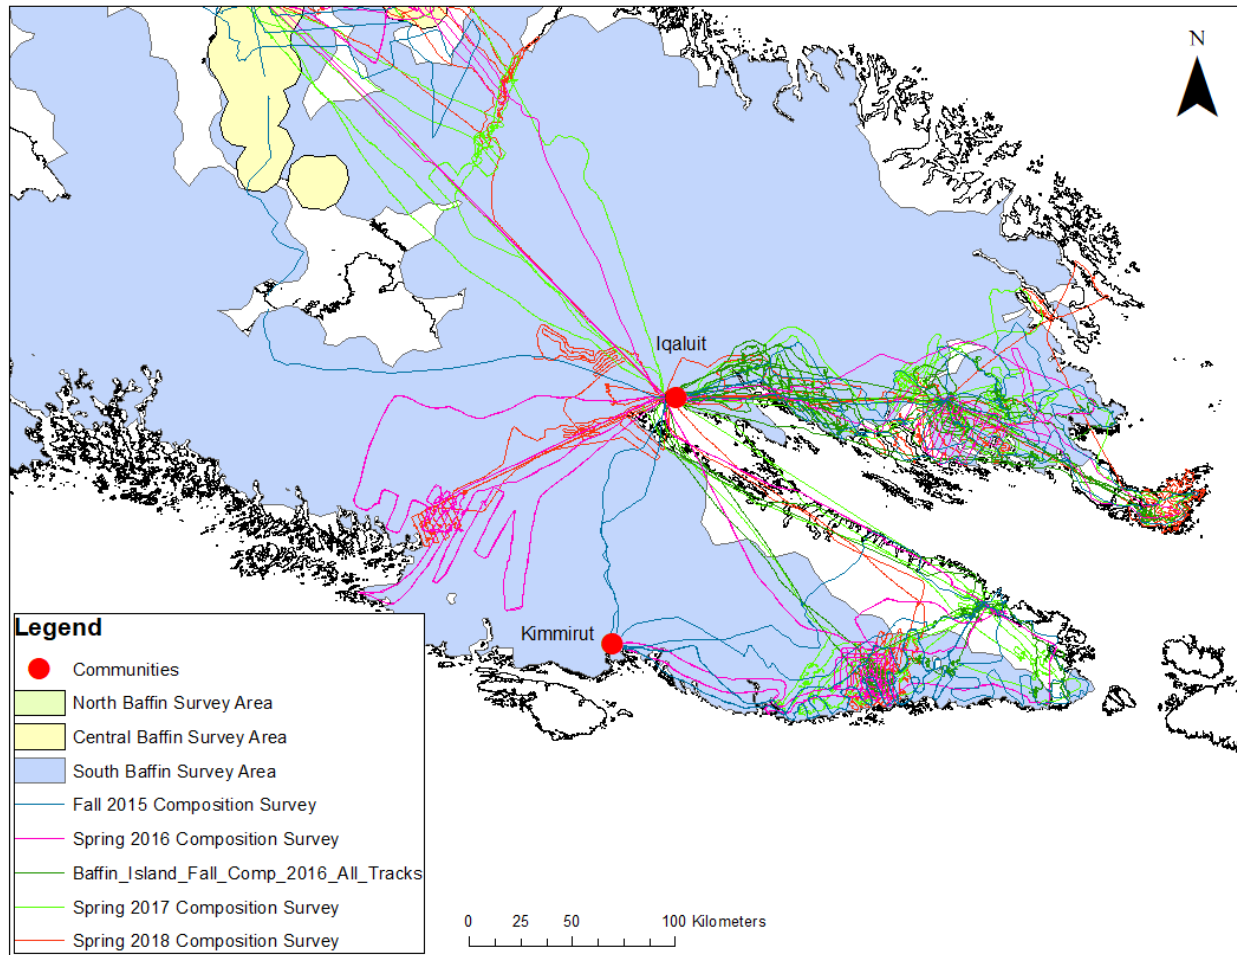 N
Iqaluit
Kimmirut
Legend
Communities
North Baffin Survey Area
Central Baffin Survey Area
South Baffin Survey Area
Fall 2015 Composition Survey
Spring 2016 Composition Survey
Baffin_Island_Fall_Comp_2016_All_Tracks
Spring 2017 Composition Survey
Spring 2018 Composition Survey
0 25 50 100 Kilometers